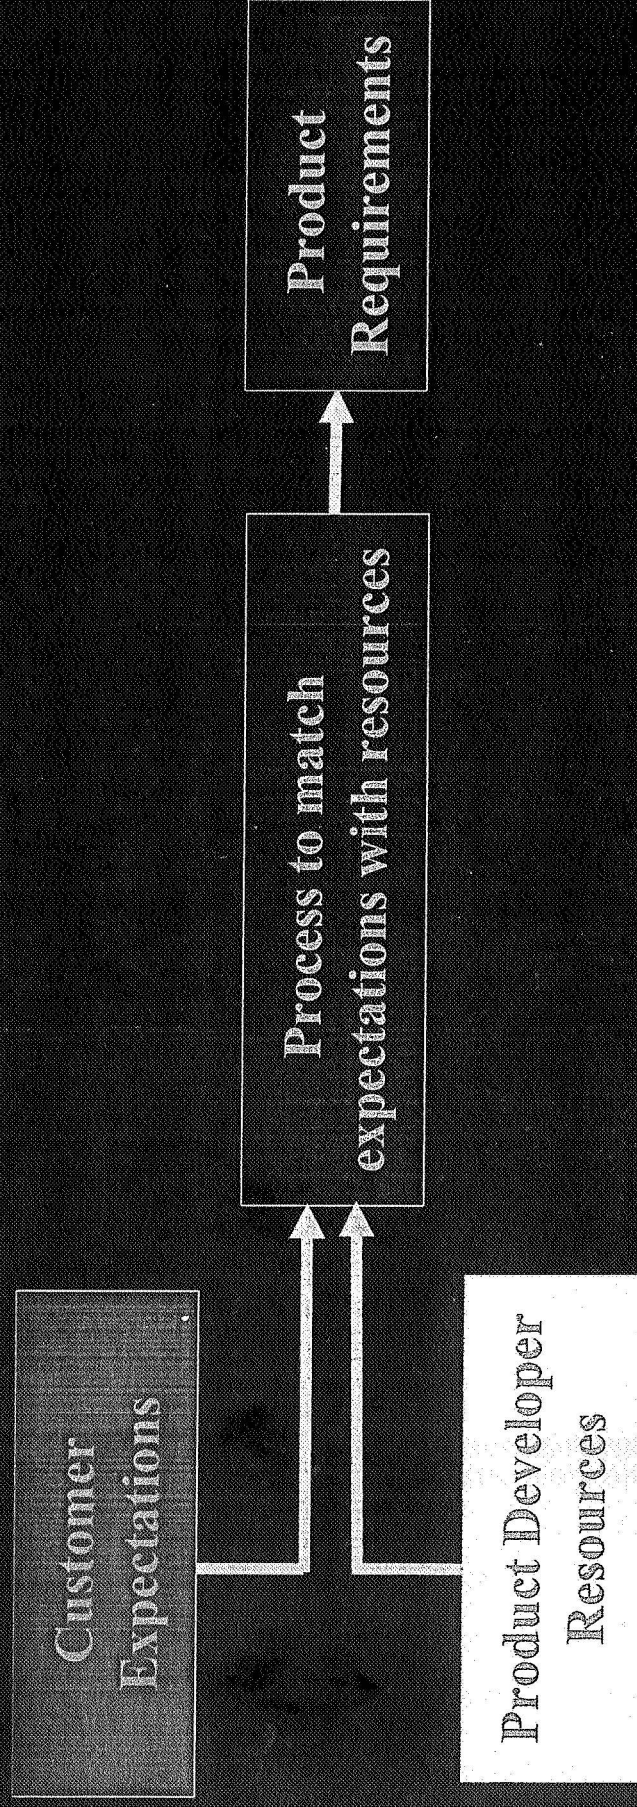 Customer
Expectations
Product Developer
Resources
Process to match
expectations with resources
Product
Requirements